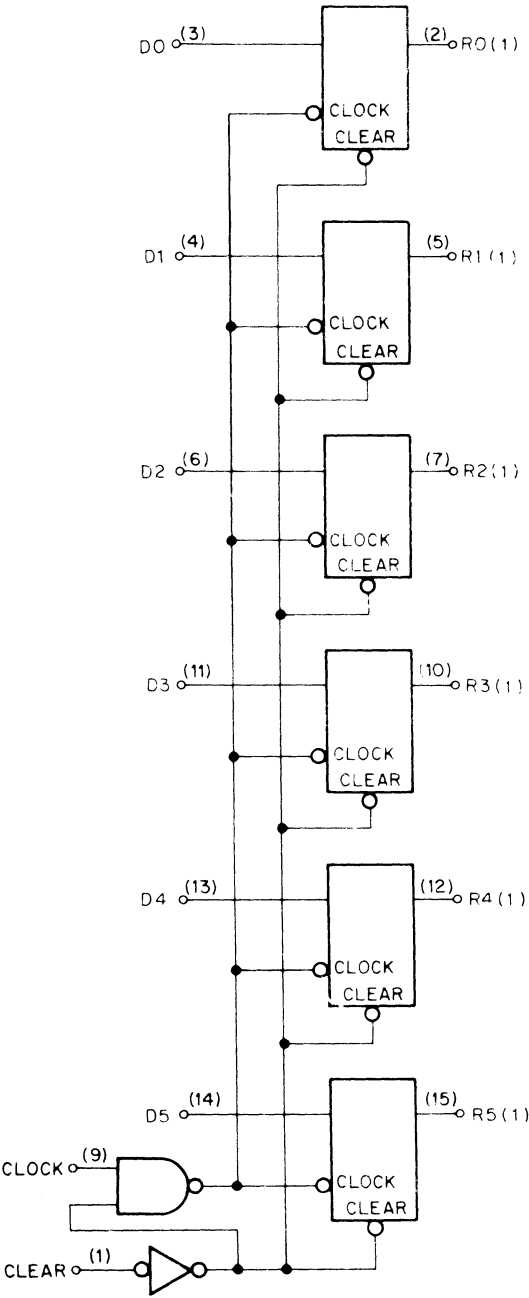 D0 (3) (2) R0(1)
CLOCK
CLEAR
D1 (4) (5) R1(1)
CLOCK
CLEAR
D2 (6) (7) R2(1)
CLOCK
CLEAR
D3 (11) (10) R3(1)
CLOCK
CLEAR
D4 (13) (12) R4(1)
CLOCK
CLEAR
D5 (14) (15) R5(1)
CLOCK (9) CLOCK
CLEAR
CLEAR (1)